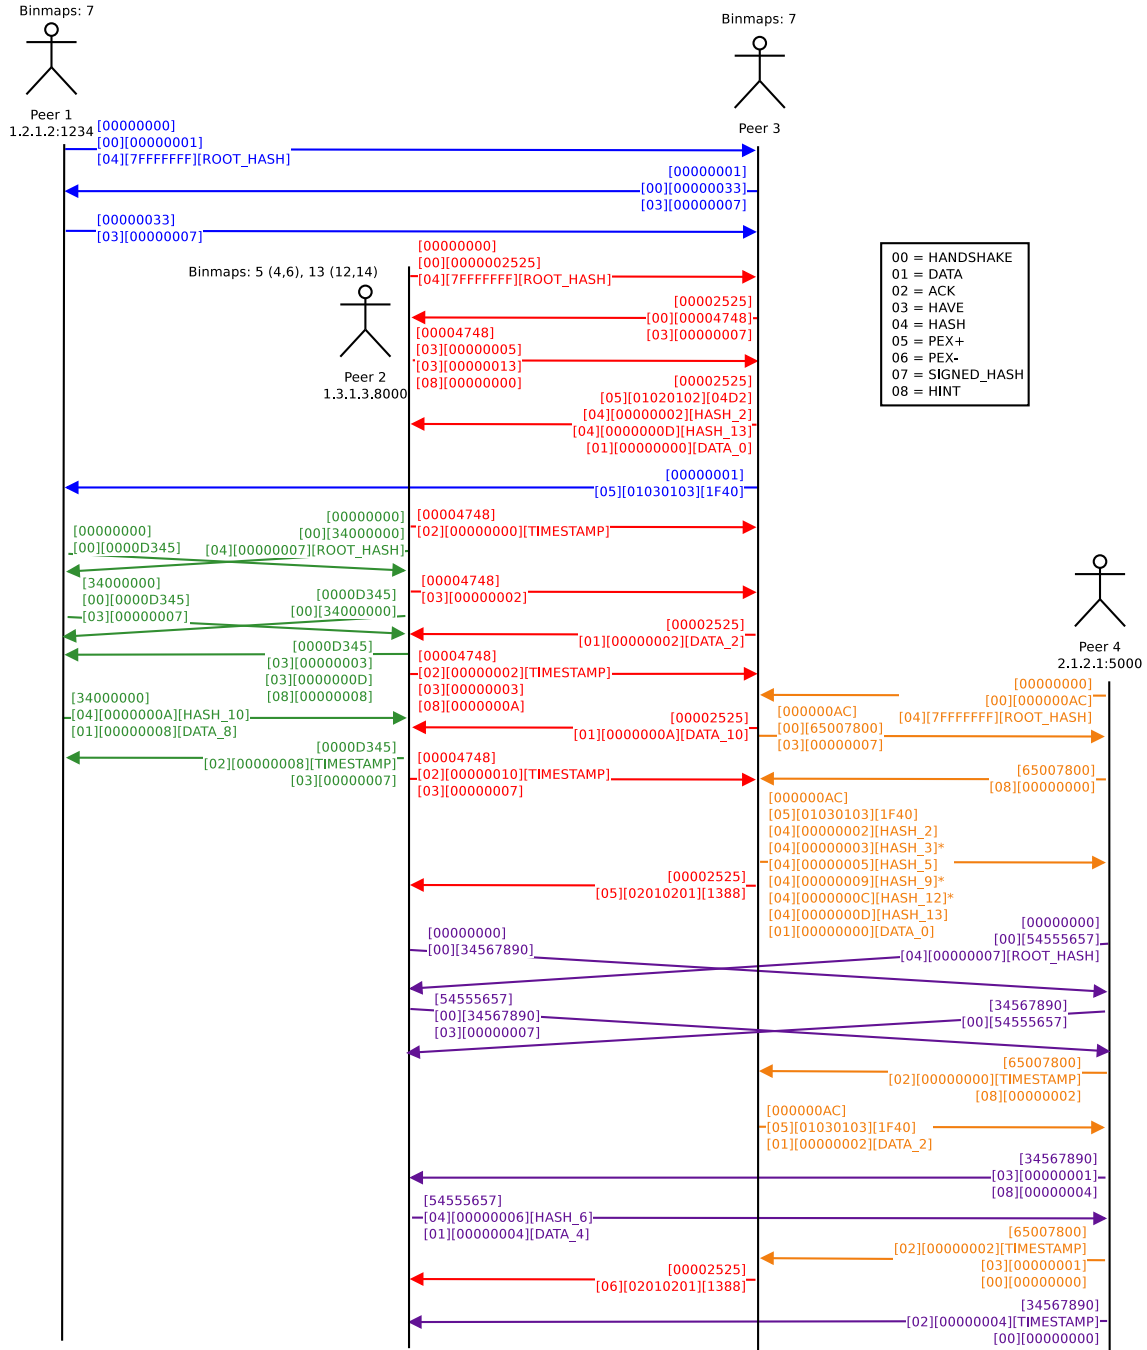 Binmaps: 7
Peer 1
1.2.1.2:1234
Binmaps: 7
Peer 3
[00000000]
[00][00000001]
[04][7FFFFFFF][ROOT_HASH]
[00000001]
[00][00000033]
[03][00000007]
[00000033]
[03][00000007]
Binmaps: 5 (4,6), 13 (12,14)
Peer 2
1.3.1.3.8000
[00000000]
[00][0000002525]
[04][7FFFFFFF][ROOT_HASH]
00 = HANDSHAKE
01 = DATA
02 = ACK
03 = HAVE
04 = HASH
05 = PEX+
06 = PEX-
07 = SIGNED_HASH
08 = HINT
[00002525]
[00][00004748]
[03][00000007]
[00004748]
[03][00000005]
[03][00000013]
[08][00000000]
[00002525]
[05][01020102][04D2]
[04][00000002][HASH_2]
[04][0000000D][HASH_13]
[01][00000000][DATA_0]
[00000001]
[05][01030103][1F40]
[00004748]
[02][00000000][TIMESTAMP]
[00000000]
[00][0000D345]
[00000000]
[00][34000000]
[04][00000007][ROOT_HASH]
[34000000]
[00][0000D345]
[03][00000007]
[0000D345]
[00][34000000]
[00004748]
[03][00000002]
[00002525]
[01][00000002][DATA_2]
Peer 4
2.1.2.1:5000
[0000D345]
[03][00000003]
[03][0000000D]
[08][00000008]
[00004748]
[02][00000002][TIMESTAMP]
[03][00000003]
[08][0000000A]
[00000000]
[00][000000AC]
[04][7FFFFFFF][ROOT_HASH]
[34000000]
[04][0000000A][HASH_10]
[01][00000008][DATA_8]
[00002525]
[01][0000000A][DATA_10]
[000000AC]
[00][65007800]
[03][00000007]
[0000D345]
[02][00000008][TIMESTAMP]
[03][00000007]
[00004748]
[02][00000010][TIMESTAMP]
[03][00000007]
[65007800]
[08][00000000]
[000000AC]
[05][01030103][1F40]
[04][00000002][HASH_2]
[04][00000003][HASH_3]*
[04][00000005][HASH_5]
[04][00000009][HASH_9]*
[04][0000000C][HASH_12]*
[04][0000000D][HASH_13]
[01][00000000][DATA_0]
[00002525]
[05][02010201][1388]
[00000000]
[00][34567890]
[00000000]
[00][54555657]
[04][00000007][ROOT_HASH]
[54555657]
[00][34567890]
[03][00000007]
[34567890]
[00][54555657]
[65007800]
[02][00000000][TIMESTAMP]
[08][00000002]
[000000AC]
[05][01030103][1F40]
[01][00000002][DATA_2]
[34567890]
[03][00000001]
[08][00000004]
[54555657]
[04][00000006][HASH_6]
[01][00000004][DATA_4]
[65007800]
[02][00000002][TIMESTAMP]
[03][00000001]
[00][00000000]
[00002525]
[06][02010201][1388]
[34567890]
[02][00000004][TIMESTAMP]
[00][00000000]